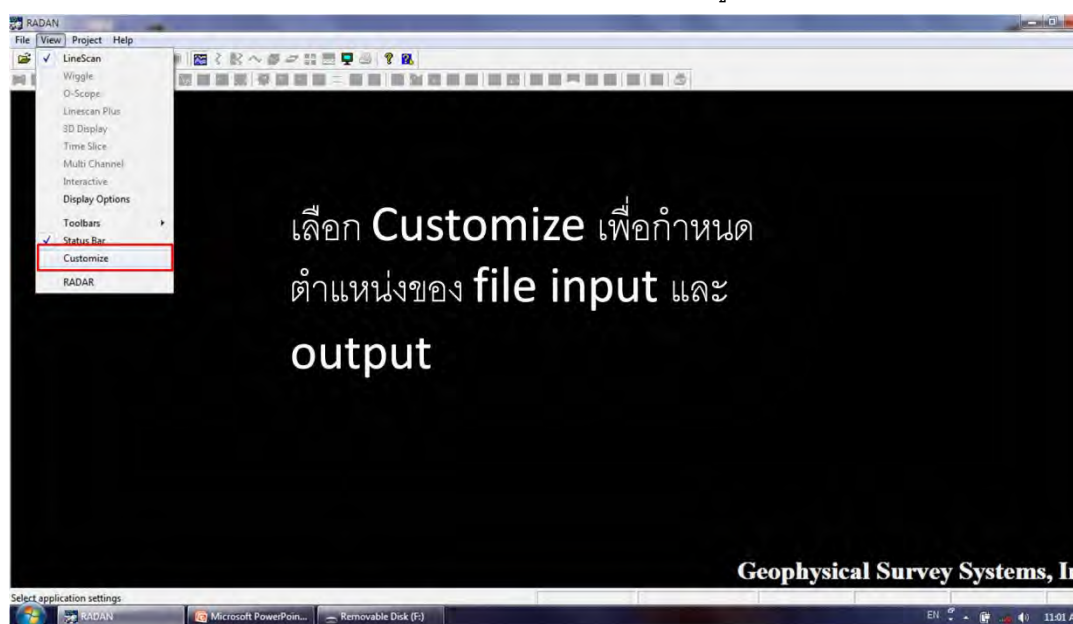 RADAN
File View Project Help
LineScan
Wiggle
O-Scope
Linescan Plus
3D Display
Time Slice
Multi Channel
Interactive
Display Options
Toolbars
Status Bar
Customize
RADAR
เลือก Customize เพื่อกำหนด
ตำแหน่งของ file input และ
output
Geophysical Survey Systems, In
Select application settings
RADAN Microsoft PowerPoin... Removable Disk (F:) EN 11:01 A